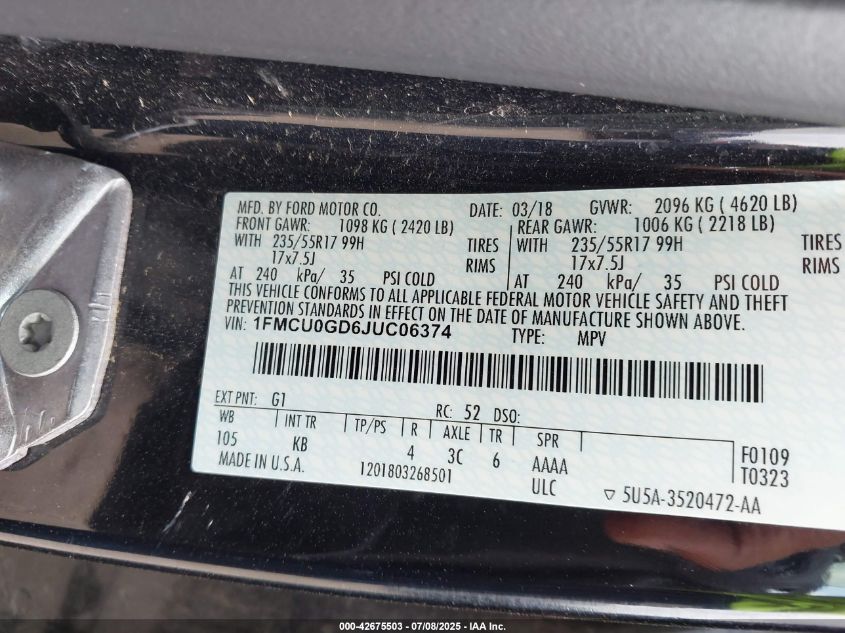 MFD. BY FORD MOTOR CO. DATE: 03/18 GVWR: 2096 KG ( 4620 LB)
FRONT GAWR: 1098 KG ( 2420 LB) REAR GAWR: 1006 KG ( 2218 LB)
WITH 235/55R17 99H TIRES WITH 235/55R17 99H TIRES
17x7.5J RIMS 17x7.5J RIMS
AT 240 kPa/ 35 PSI COLD AT 240 kPa/ 35 PSI COLD
THIS VEHICLE CONFORMS TO ALL APPLICABLE FEDERAL MOTOR VEHICLE SAFETY AND THEFT
PREVENTION STANDARDS IN EFFECT ON THE DATE OF MANUFACTURE SHOWN ABOVE.
VIN: 1FMCU0GD6JUC06374 TYPE: MPV
EXT PNT: G1 RC: 52 DSO:
WB INT TR TP/PS R AXLE TR SPR
105 KB 4 3C 6 AAAA F0109
MADE IN U.S.A. 1201803268501 ULC T0323
5U5A-3520472-AA
000-42675503 - 07/08/2025 - IAA Inc.